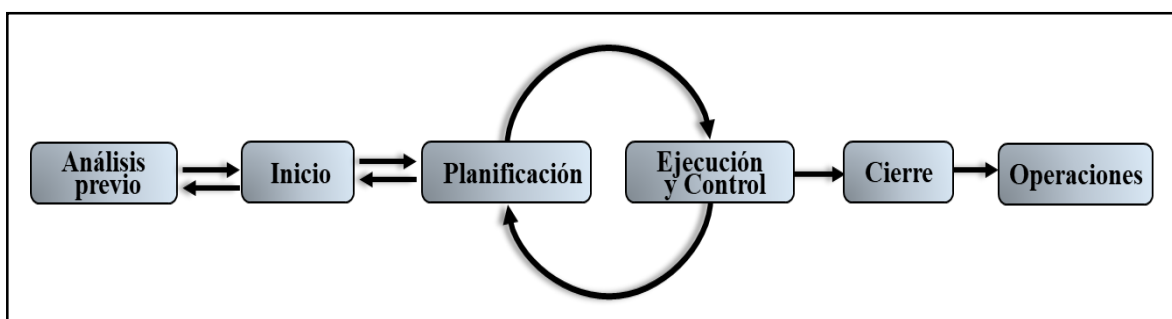 Análisis
previo
Inicio
Planificación
Ejecución
y Control
Cierre
Operaciones